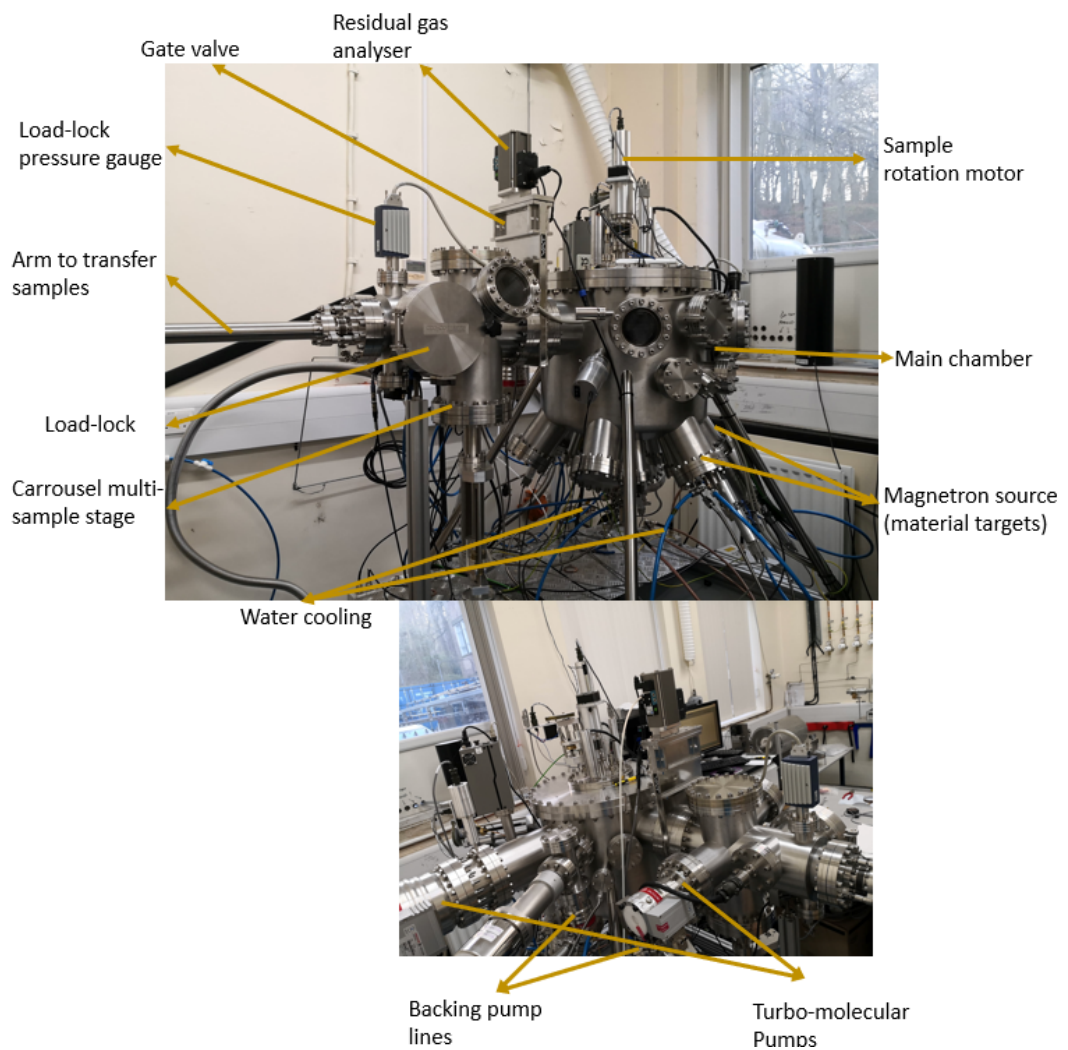 Residual gas
analyser
Gate valve
Load-lock
pressure gauge
Sample
rotation motor
Arm to transfer
samples
Main chamber
Load-lock
Carrousel multi-
sample stage
Magnetron source
(material targets)
Water cooling
Backing pump
lines
Turbo-molecular
Pumps